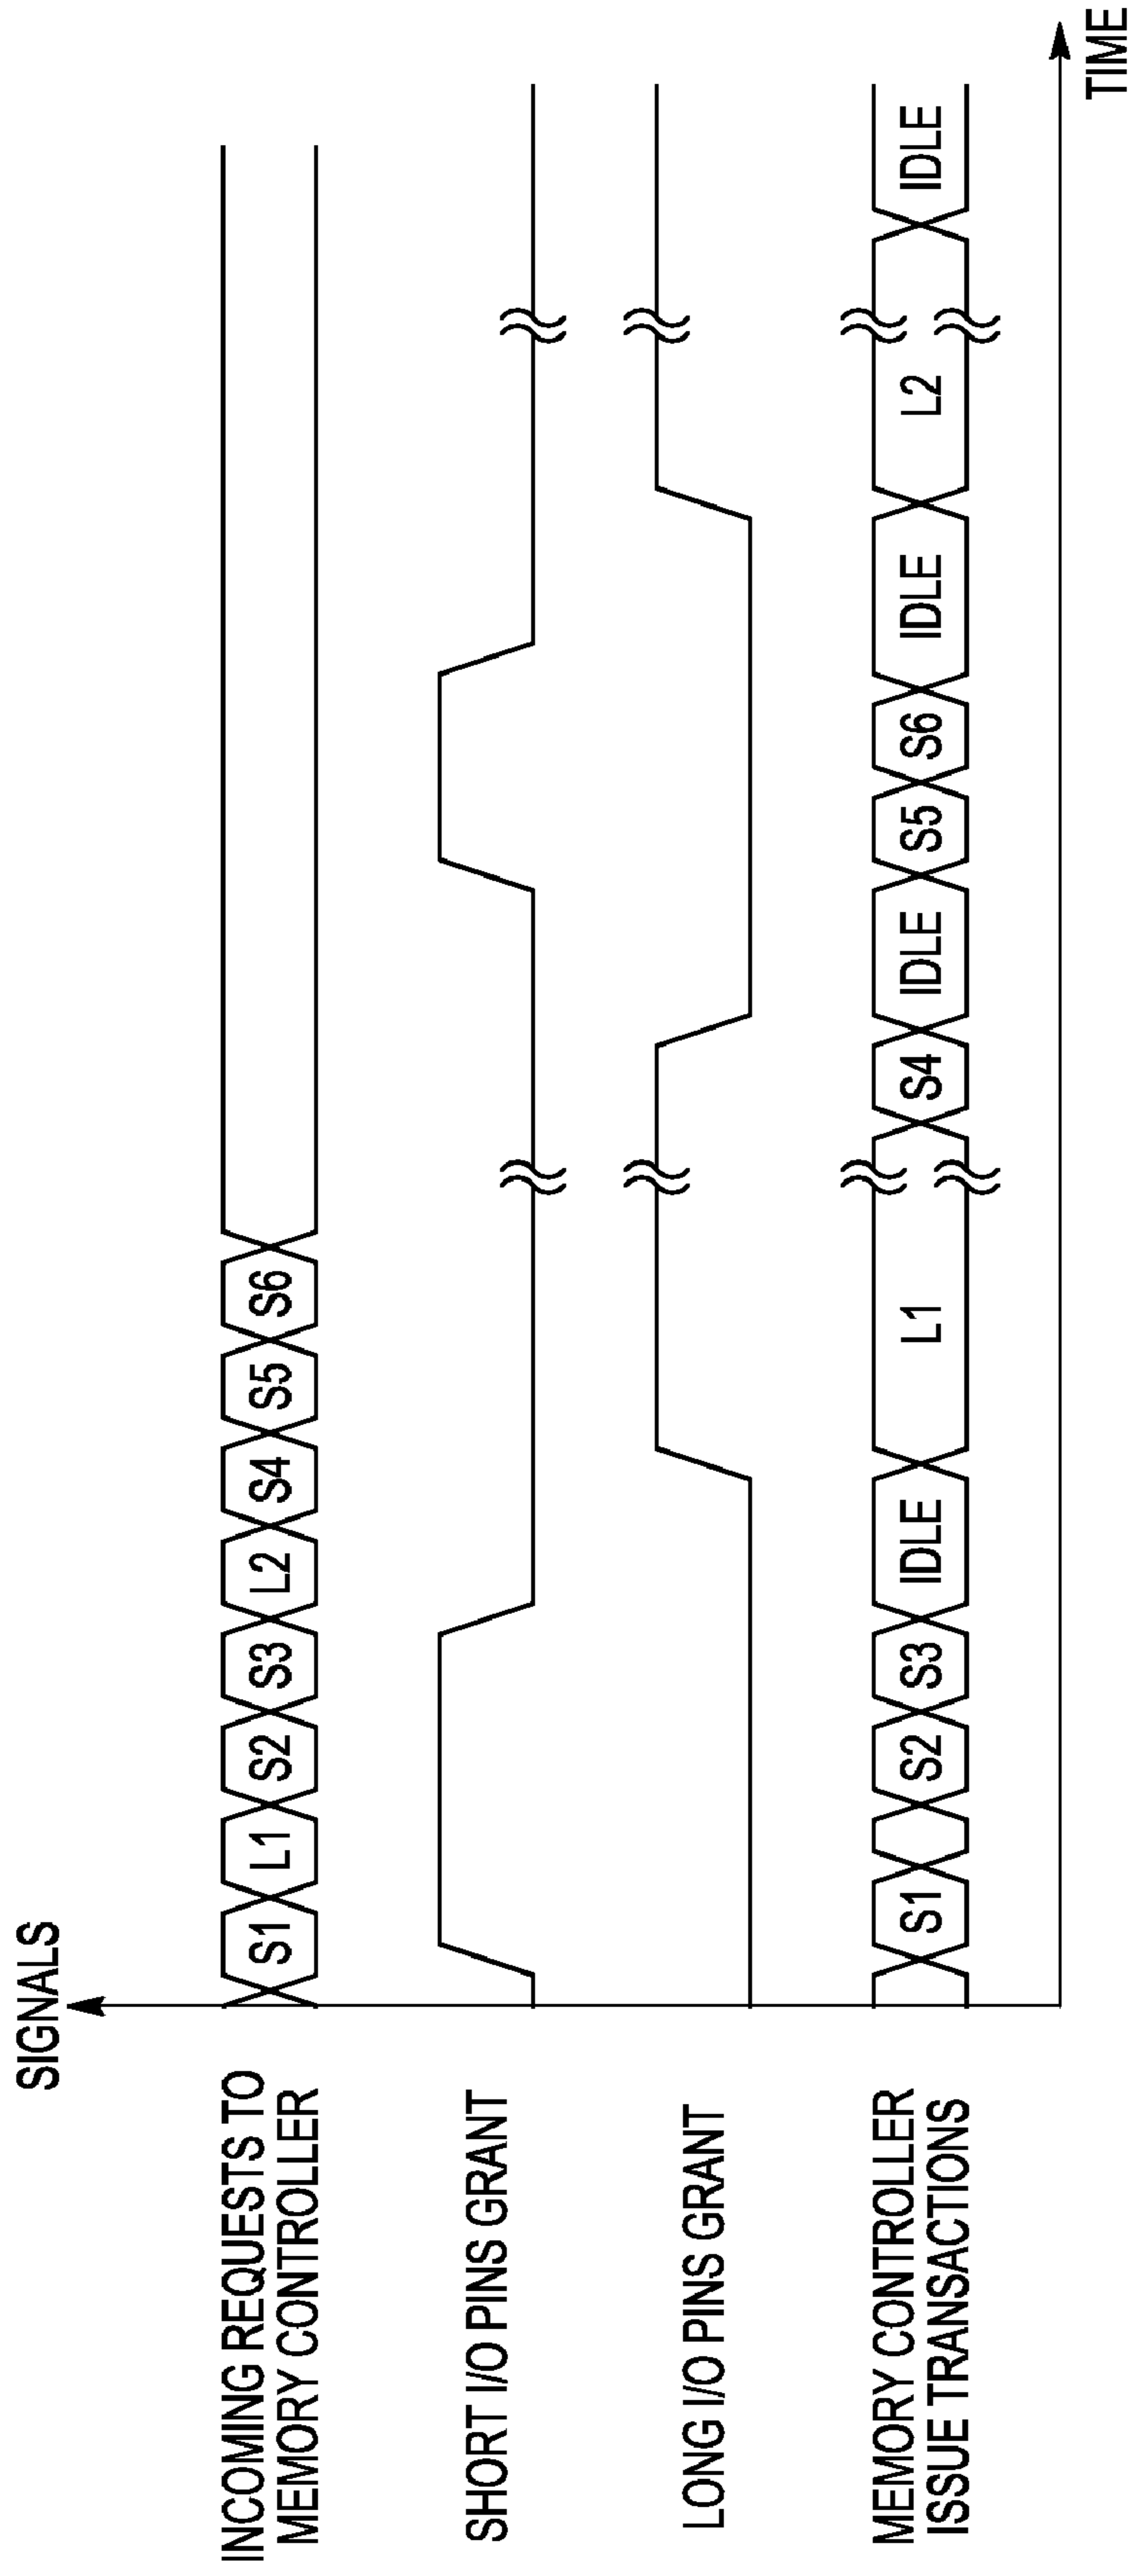 SIGNALS
INCOMING REQUESTS TO
MEMORY CONTROLLER
S1 L1 S2 S3 L2 S4 S5 S6
SHORT I/O PINS GRANT
LONG I/O PINS GRANT
MEMORY CONTROLLER
ISSUE TRANSACTIONS
S1 S2 S3 IDLE L1 S4 IDLE S5 S6 IDLE L2 IDLE
TIME